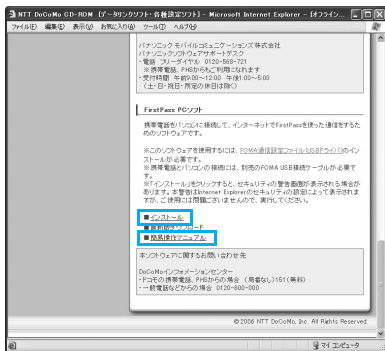 NTT DoCoMo CD-ROM [データリンクソフト・各種設定ソフト] - Microsoft Internet Explorer - [オフライン...
ファイル(F) 編集(E) 表示(V) お気に入り(A) ツール(T) ヘルプ(H)
パナソニック モバイルコミュニケーションズ株式会社
パナソニックソフトウェアサポートデスク
・電話 フリーダイヤル 0120-568-721
※携帯電話、PHSからもご利用になれます
・受付時間 午前9:00～12:00 午後1:00～5:00
(土・日・祝日・所定の休日は除く)
FirstPass PCソフト
携帯電話をパソコンに接続して、インターネットでFirstPassを使った通信をするた
めのソフトウェアです。
※このソフトウェアを使用するには、FOMA通信設定ファイル(USBドライバ)のイン
ストールが必要です。
※携帯電話とパソコンの接続には、別売のFOMA USB接続ケーブルが必要で
す。
※「インストール」をクリックすると、セキュリティの警告画面が表示される場合が
あります。本警告はInternet Explorerのセキュリティの設定によって表示されま
すが、ご使用には問題ございませんので、実行してください。
■インストール
■簡易操作マニュアル
本ソフトウェアに関するお問い合わせ先
DoCoMoインフォメーションセンター
・ドコモの携帯電話、PHSからの場合 (局番なし)151(無料)
・一般電話などからの場合 0120-800-000
© 2006 NTT DoCoMo, Inc. All Rights Reserved.
マイ コンピュータ